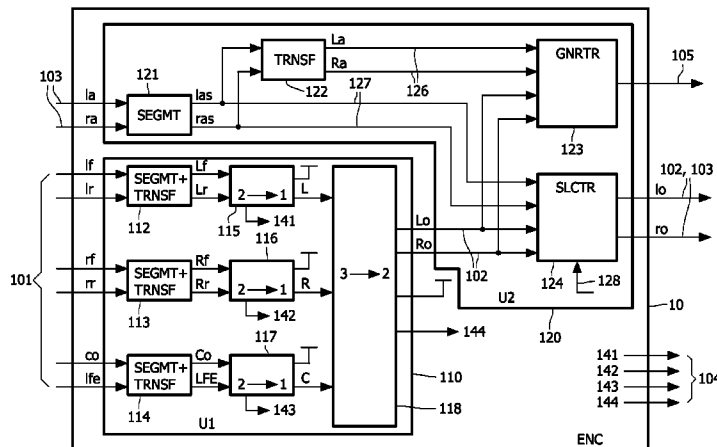 La
Ra
TRNSF
122
126
GNRTR
123
105
103
la
ra
121
SEGMT
las
ras
127
101
lf
lr
SEGMT+
TRNSF
112
Lf
Lr
2 → 1
115
141
L
rf
rr
SEGMT+
TRNSF
113
Rf
Rr
116
2 → 1
142
R
co
lfe
SEGMT+
TRNSF
114
Co
LFE
117
2 → 1
143
C
U1
3 → 2
118
110
Lo
Ro
102
144
SLCTR
124
128
102, 103
lo
ro
U2
120
10
141
142
143
144
104
ENC